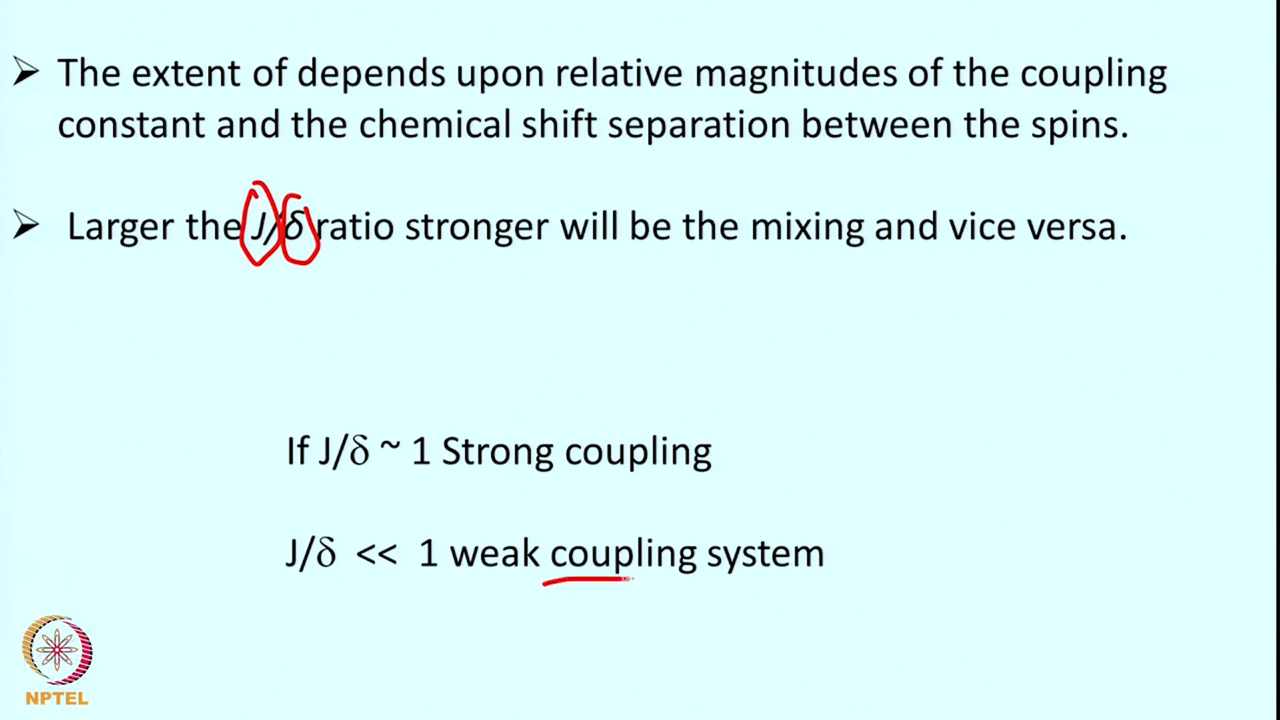 ➢ The extent of depends upon relative magnitudes of the coupling
constant and the chemical shift separation between the spins.
➢ Larger the J/δ ratio stronger will be the mixing and vice versa.
If J/δ ~ 1 Strong coupling
J/δ << 1 weak coupling system
NPTEL